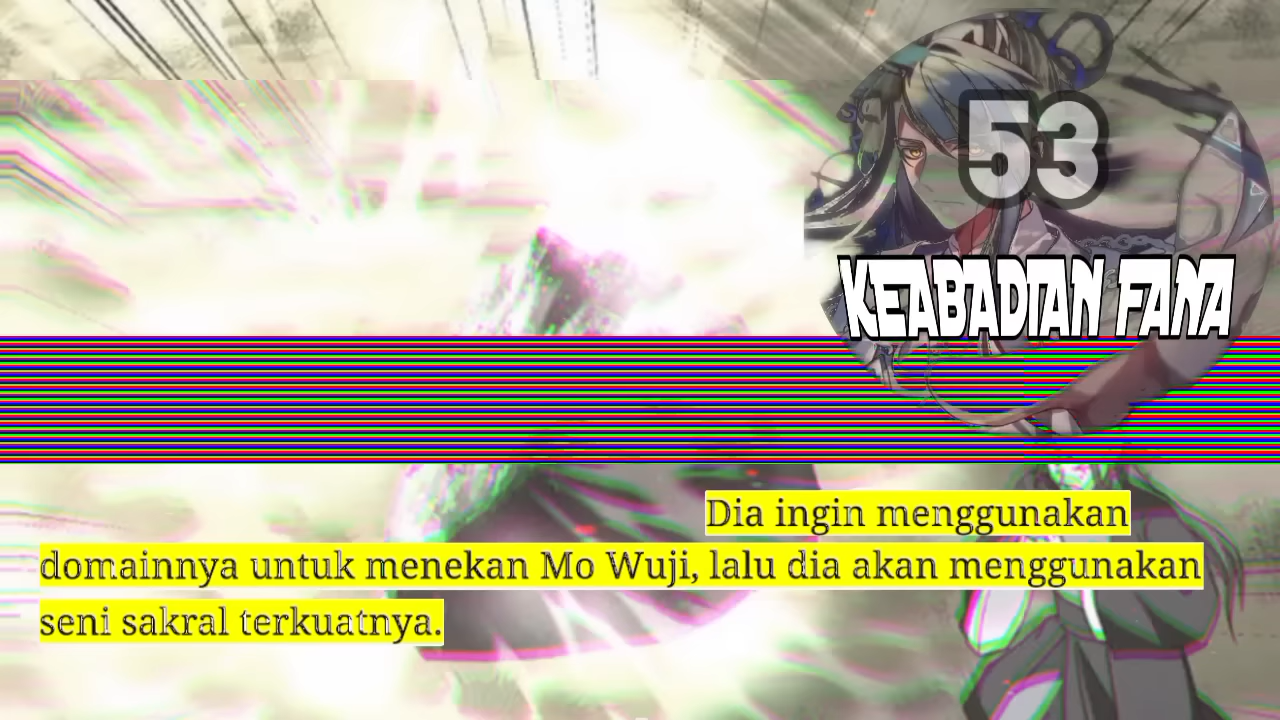 53
KEABADIAN FANA
Dia ingin menggunakan
domainnya untuk menekan Mo Wuji, lalu dia akan menggunakan
seni sakral terkuatnya.